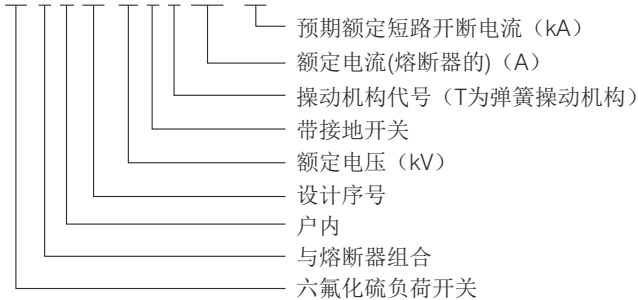 预期额定短路开断电流（kA）
额定电流(熔断器的)（A）
操动机构代号（T为弹簧操动机构）
带接地开关
额定电压（kV）
设计序号
户内
与熔断器组合
六氟化硫负荷开关